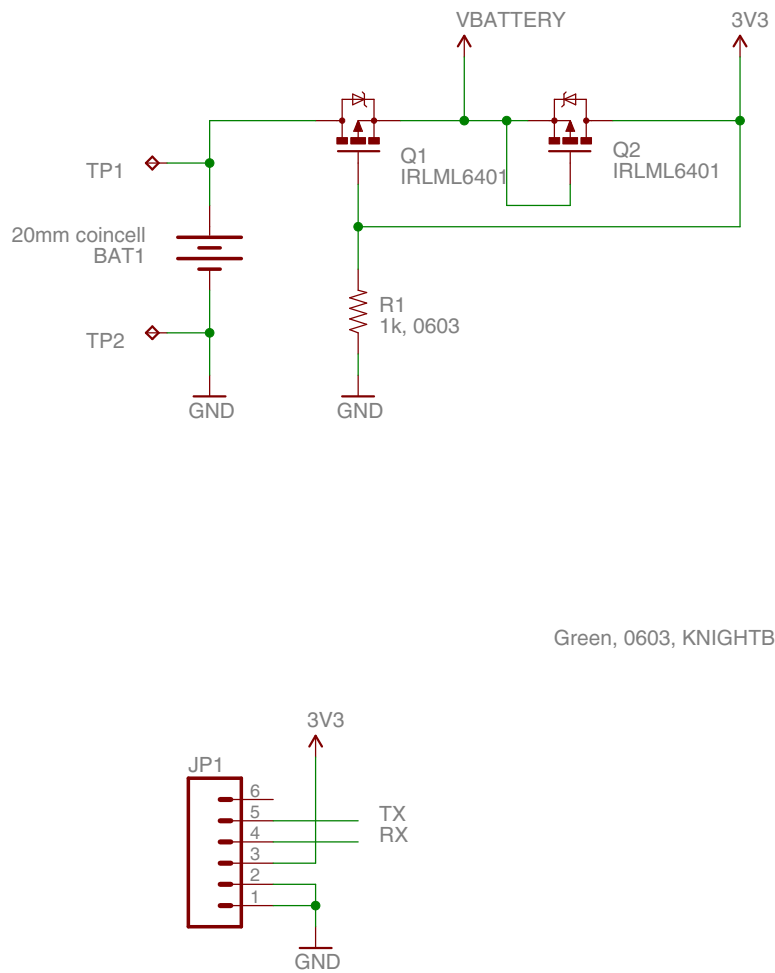 VBATTERY
3V3
TP1
Q1
IRLML6401
Q2
IRLML6401
20mm coincell
BAT1
R1
1k, 0603
TP2
GND
GND
Green, 0603, KNIGHTB
3V3
JP1
6
5
TX
4
RX
3
2
1
GND